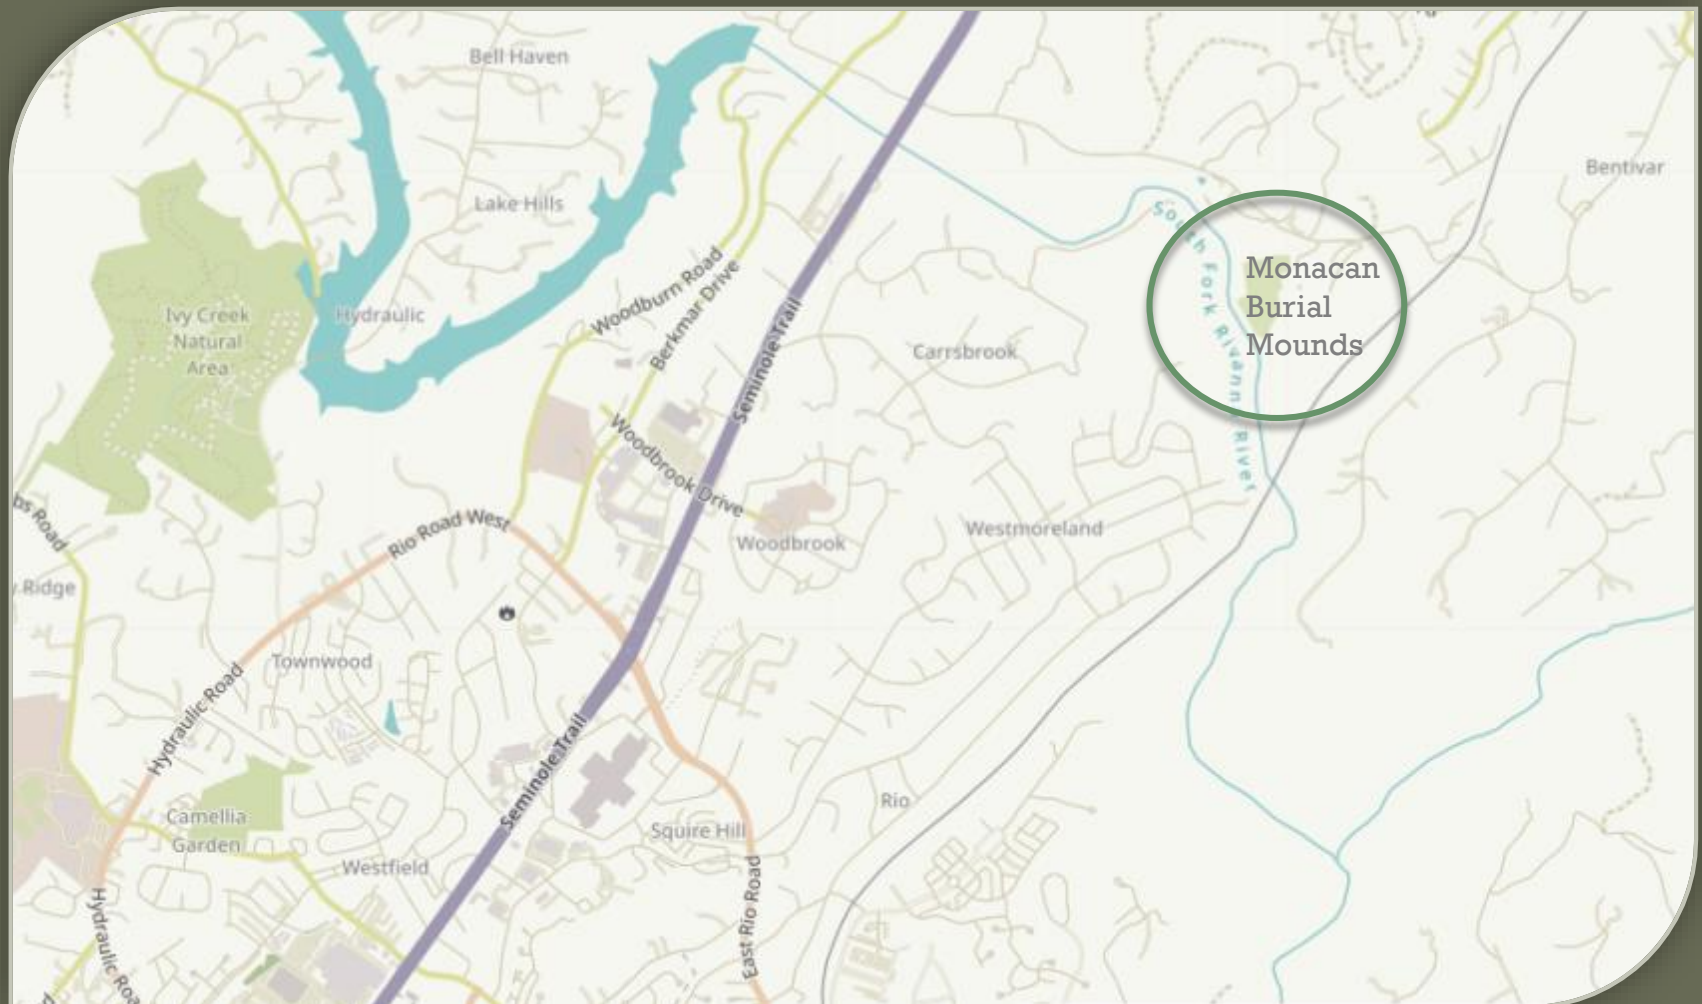 Bell Haven
Bentivar
Lake Hills
South Fork Rivanna River
Monacan
Burial
Mounds
Woodburn Road
Berkmar Drive
Ivy Creek
Natural
Area
Hydraulic
Seminole Trail
Carrsbrook
Woodbrook Drive
bs Road
Rio Road West
Woodbrook
Westmoreland
y Ridge
Townwood
Hydraulic Road
Seminole Trail
Rio
Camellia
Garden
Squire Hill
Westfield
East Rio Road
Hydraulic Roa